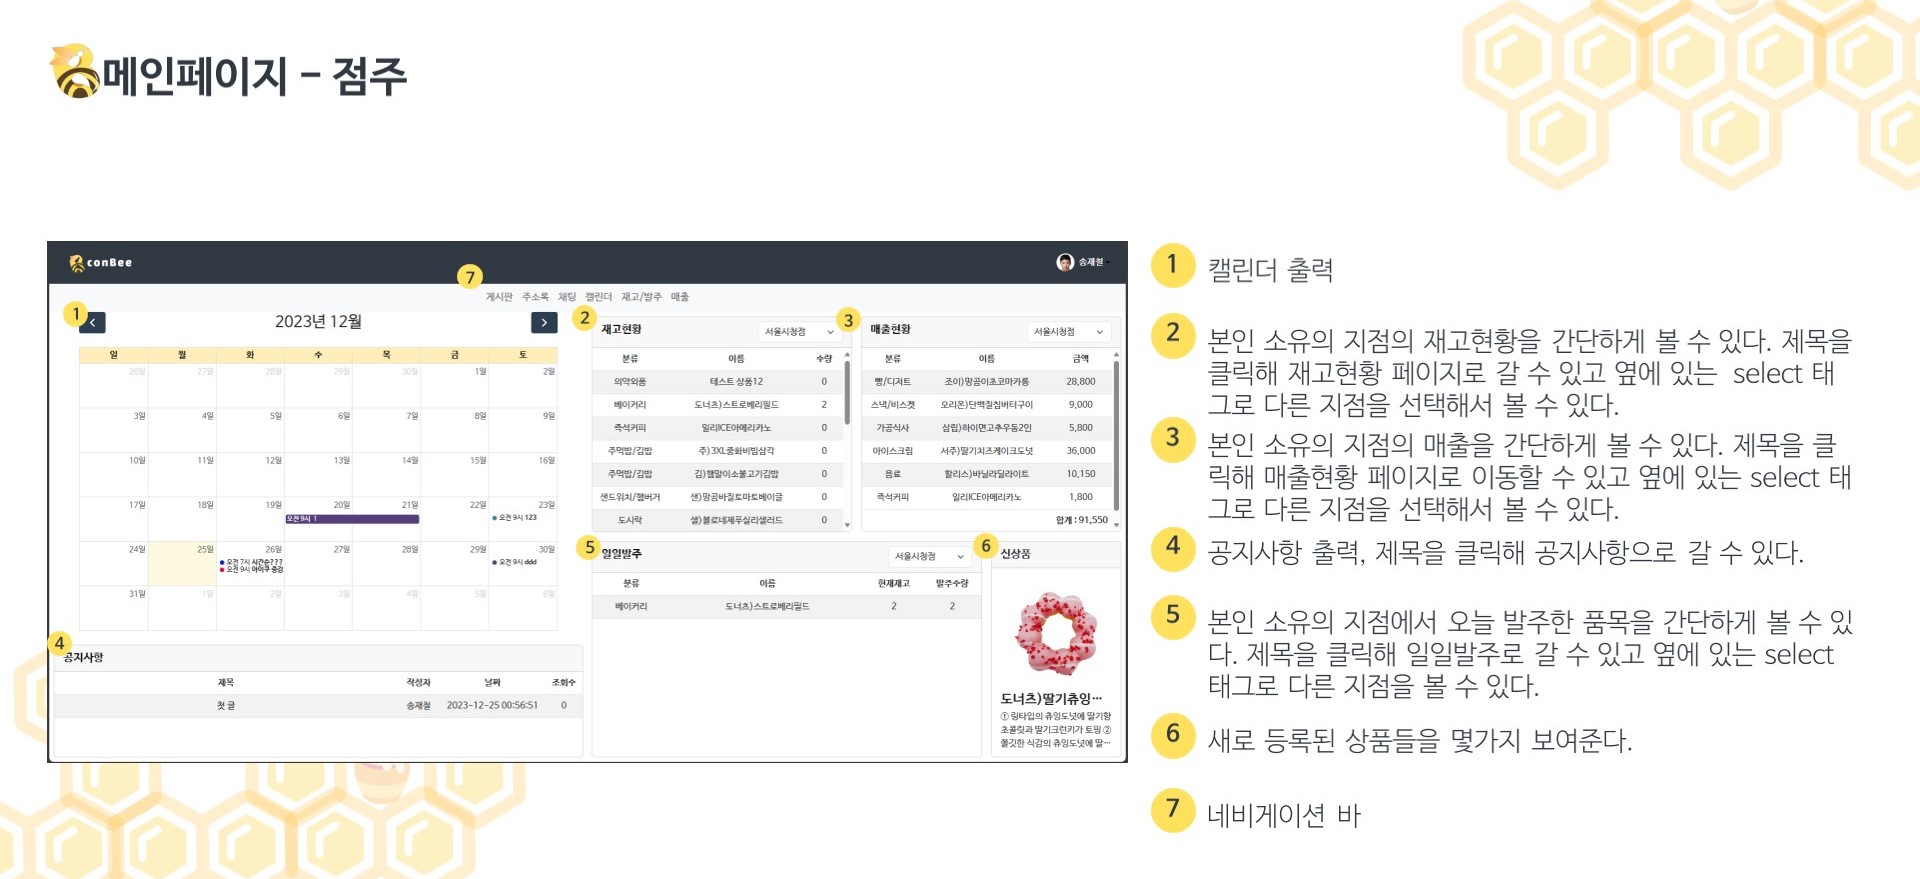 메인페이지 - 점주
conBee
송재철
7
게시판 주소록 채팅 캘린더 재고/발주 매출
1
2023년 12월
일 월 화 수 목 금 토
26일 27일 28일 29일 30일 1일 2일
3일 4일 5일 6일 7일 8일 9일
10일 11일 12일 13일 14일 15일 16일
17일 18일 19일 20일 21일 22일 23일
오전 9시 1
오전 9시 123
24일 25일 26일 27일 28일 29일 30일
오전 7시 시간순???
오전 9시 아이쿠 종강
오전 9시 ddd
31일 1일 2일 3일 4일 5일 6일
2
재고현황 서울시청점
분류 이름 수량
의약외품 테스트 상품12 0
베이커리 도너츠)스트로베리필드 2
즉석커피 일리ICE아메리카노 0
주먹밥/김밥 주)3XL중화비빔삼각 0
주먹밥/김밥 김)햄말이소불고기김밥 0
샌드위치/햄버거 샌)망곰바질토마토베이글 0
도시락 샐)볼로네제푸실리샐러드 0
3
매출현황 서울시청점
분류 이름 금액
빵/디저트 조이)망곰이초코마카롱 28,800
스낵/비스켓 오리온)단백질칩버터구이 9,000
가공식사 삼립)하이면고추우동2인 5,800
아이스크림 서주)딸기치즈케이크도넛 36,000
음료 할리스)바닐라딜라이트 10,150
즉석커피 일리ICE아메리카노 1,800
합계 : 91,550
4
공지사항
제목 작성자 날짜 조회수
첫 글 송재철 2023-12-25 00:56:51 0
5
일일발주 서울시청점
분류 이름 현재재고 발주수량
베이커리 도너츠)스트로베리필드 2 2
6
신상품
도너츠)딸기츄잉…
① 링타입의 츄잉도넛에 딸기향
초콜릿과 딸기크런키가 토핑 ②
쫄깃한 식감의 츄잉도넛에 딸…
1 캘린더 출력
2 본인 소유의 지점의 재고현황을 간단하게 볼 수 있다. 제목을
클릭해 재고현황 페이지로 갈 수 있고 옆에 있는 select 태
그로 다른 지점을 선택해서 볼 수 있다.
3 본인 소유의 지점의 매출을 간단하게 볼 수 있다. 제목을 클
릭해 매출현황 페이지로 이동할 수 있고 옆에 있는 select 태
그로 다른 지점을 선택해서 볼 수 있다.
4 공지사항 출력, 제목을 클릭해 공지사항으로 갈 수 있다.
5 본인 소유의 지점에서 오늘 발주한 품목을 간단하게 볼 수 있
다. 제목을 클릭해 일일발주로 갈 수 있고 옆에 있는 select
태그로 다른 지점을 볼 수 있다.
6 새로 등록된 상품들을 몇가지 보여준다.
7 네비게이션 바